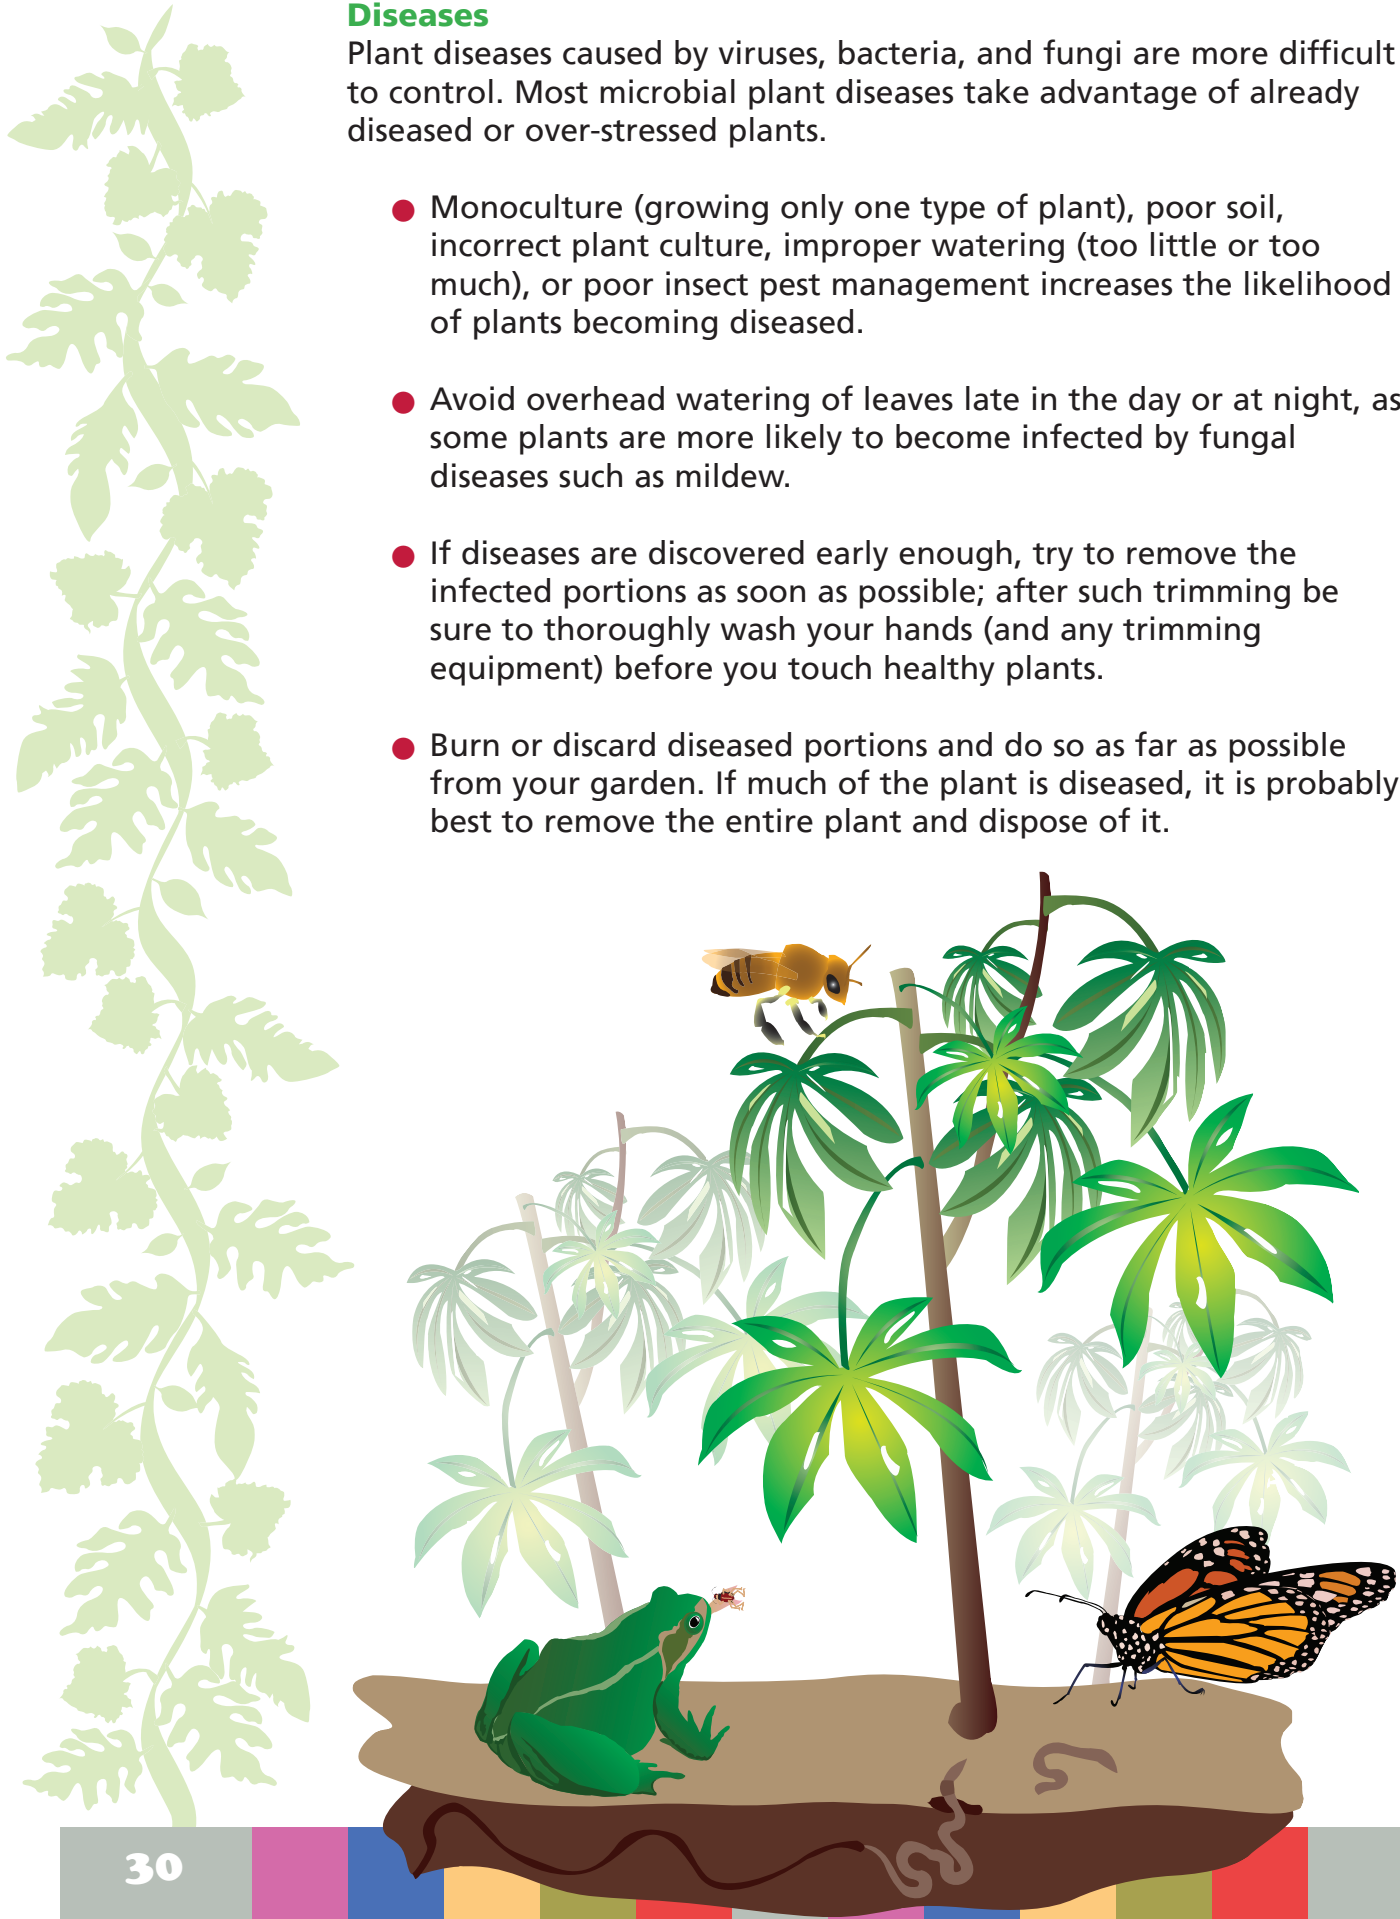 Diseases
Plant diseases caused by viruses, bacteria, and fungi are more difficult
to control. Most microbial plant diseases take advantage of already
diseased or over-stressed plants.
● Monoculture (growing only one type of plant), poor soil,
incorrect plant culture, improper watering (too little or too
much), or poor insect pest management increases the likelihood
of plants becoming diseased.
● Avoid overhead watering of leaves late in the day or at night, as
some plants are more likely to become infected by fungal
diseases such as mildew.
● If diseases are discovered early enough, try to remove the
infected portions as soon as possible; after such trimming be
sure to thoroughly wash your hands (and any trimming
equipment) before you touch healthy plants.
● Burn or discard diseased portions and do so as far as possible
from your garden. If much of the plant is diseased, it is probably
best to remove the entire plant and dispose of it.
30